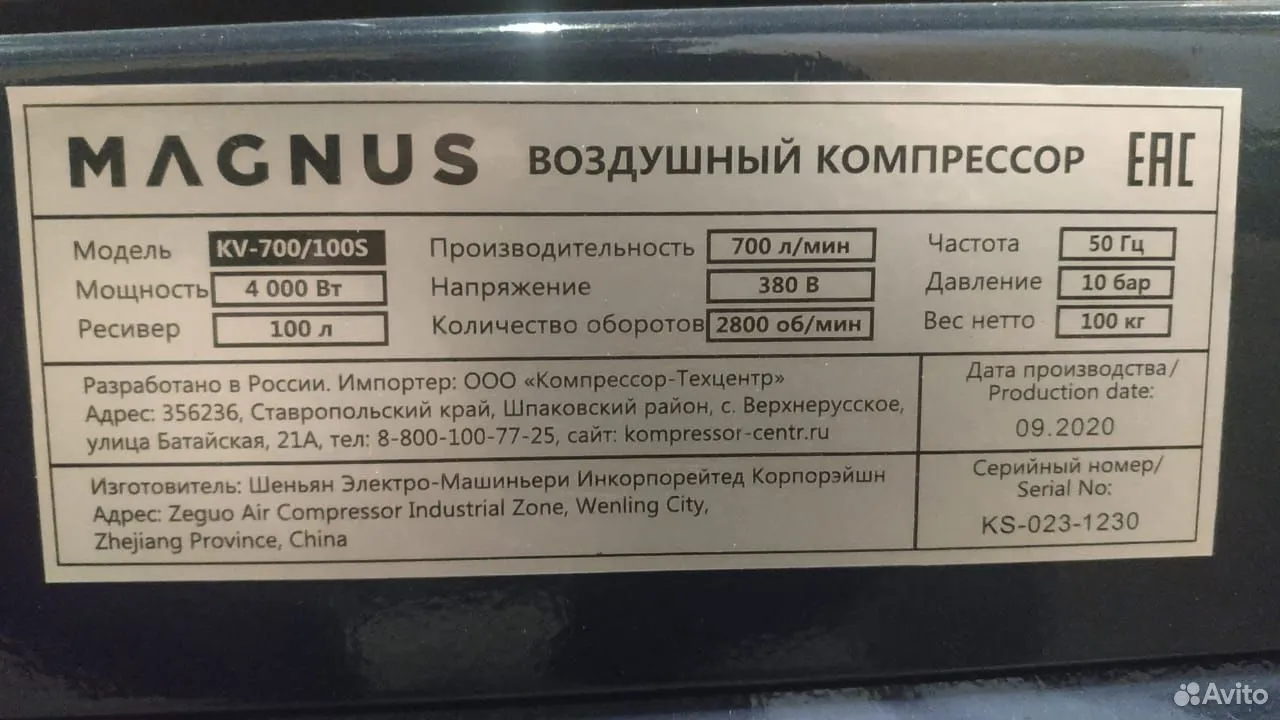 MAGNUS ВОЗДУШНЫЙ КОМПРЕССОР EAC
Модель KV-700/100S Производительность 700 л/мин Частота 50 Гц
Мощность 4 000 Вт Напряжение 380 В Давление 10 бар
Ресивер 100 л Количество оборотов 2800 об/мин Вес нетто 100 кг
Разработано в России. Импортер: ООО «Компрессор-Техцентр»
Адрес: 356236, Ставропольский край, Шпаковский район, с. Верхнерусское,
улица Батайская, 21А, тел: 8-800-100-77-25, сайт: kompressor-centr.ru
Дата производства/
Production date:
09.2020
Изготовитель: Шеньян Электро-Машиньери Инкорпорейтед Корпорэйшн
Адрес: Zeguo Air Compressor Industrial Zone, Wenling City,
Zhejiang Province, China
Серийный номер/
Serial No:
KS-023-1230
Avito